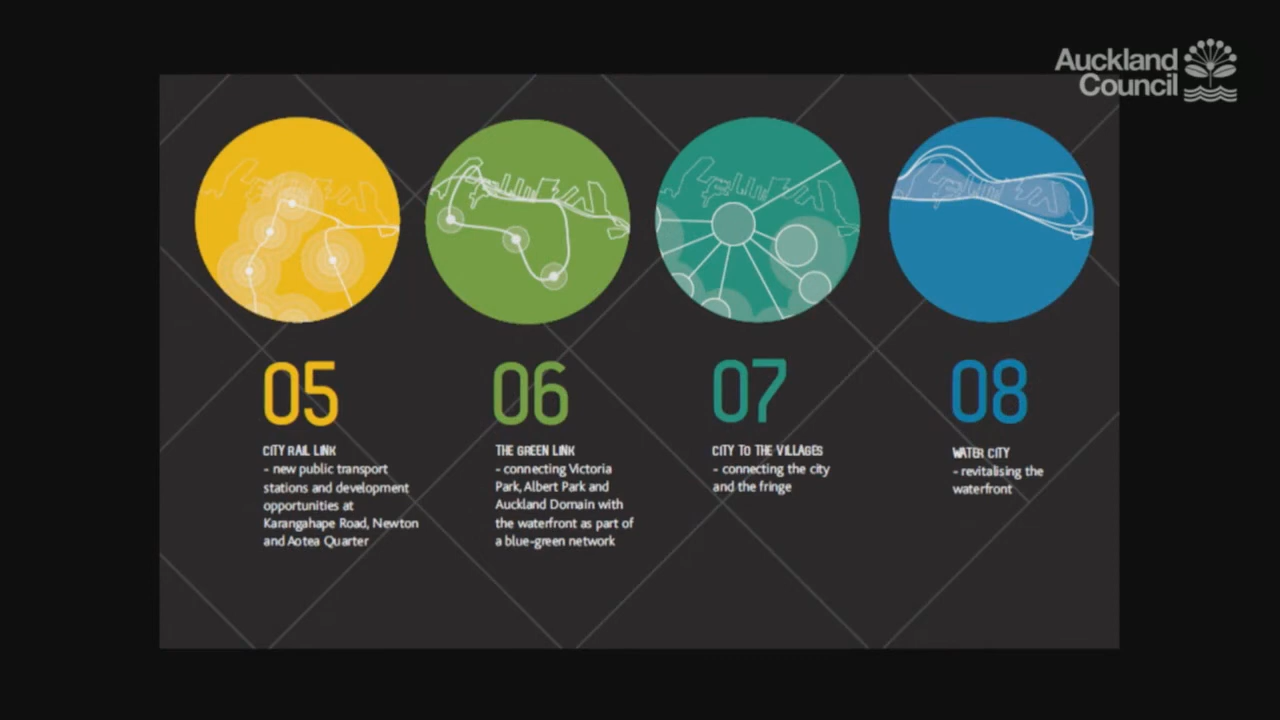 Auckland
Council
05
CITY RAIL LINK
- new public transport
stations and development
opportunities at
Karangahape Road, Newton
and Aotea Quarter
06
THE GREEN LINK
- connecting Victoria
Park, Albert Park and
Auckland Domain with
the waterfront as part of
a blue-green network
07
CITY TO THE VILLAGES
- connecting the city
and the fringe
08
WATER CITY
- revitalising the
waterfront